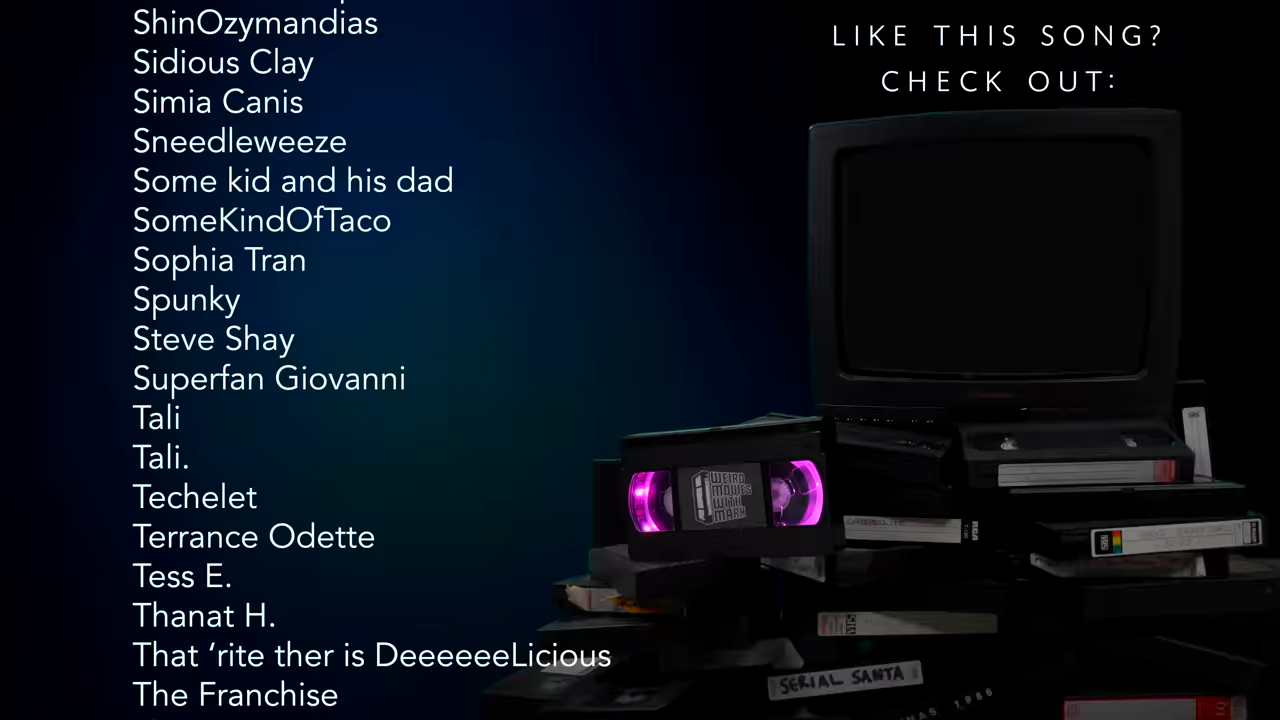 ShinOzymandias
Sidious Clay
Simia Canis
Sneedleweeze
Some kid and his dad
SomeKindOfTaco
Sophia Tran
Spunky
Steve Shay
Superfan Giovanni
Tali
Tali.
Techelet
Terrance Odette
Tess E.
Thanat H.
That ‘rite ther is DeeeeeeLicious
The Franchise
LIKE THIS SONG?
CHECK OUT:
WEIRD
MOVIES
WITH
MARK
RCA
VHS
SERIAL SANTA